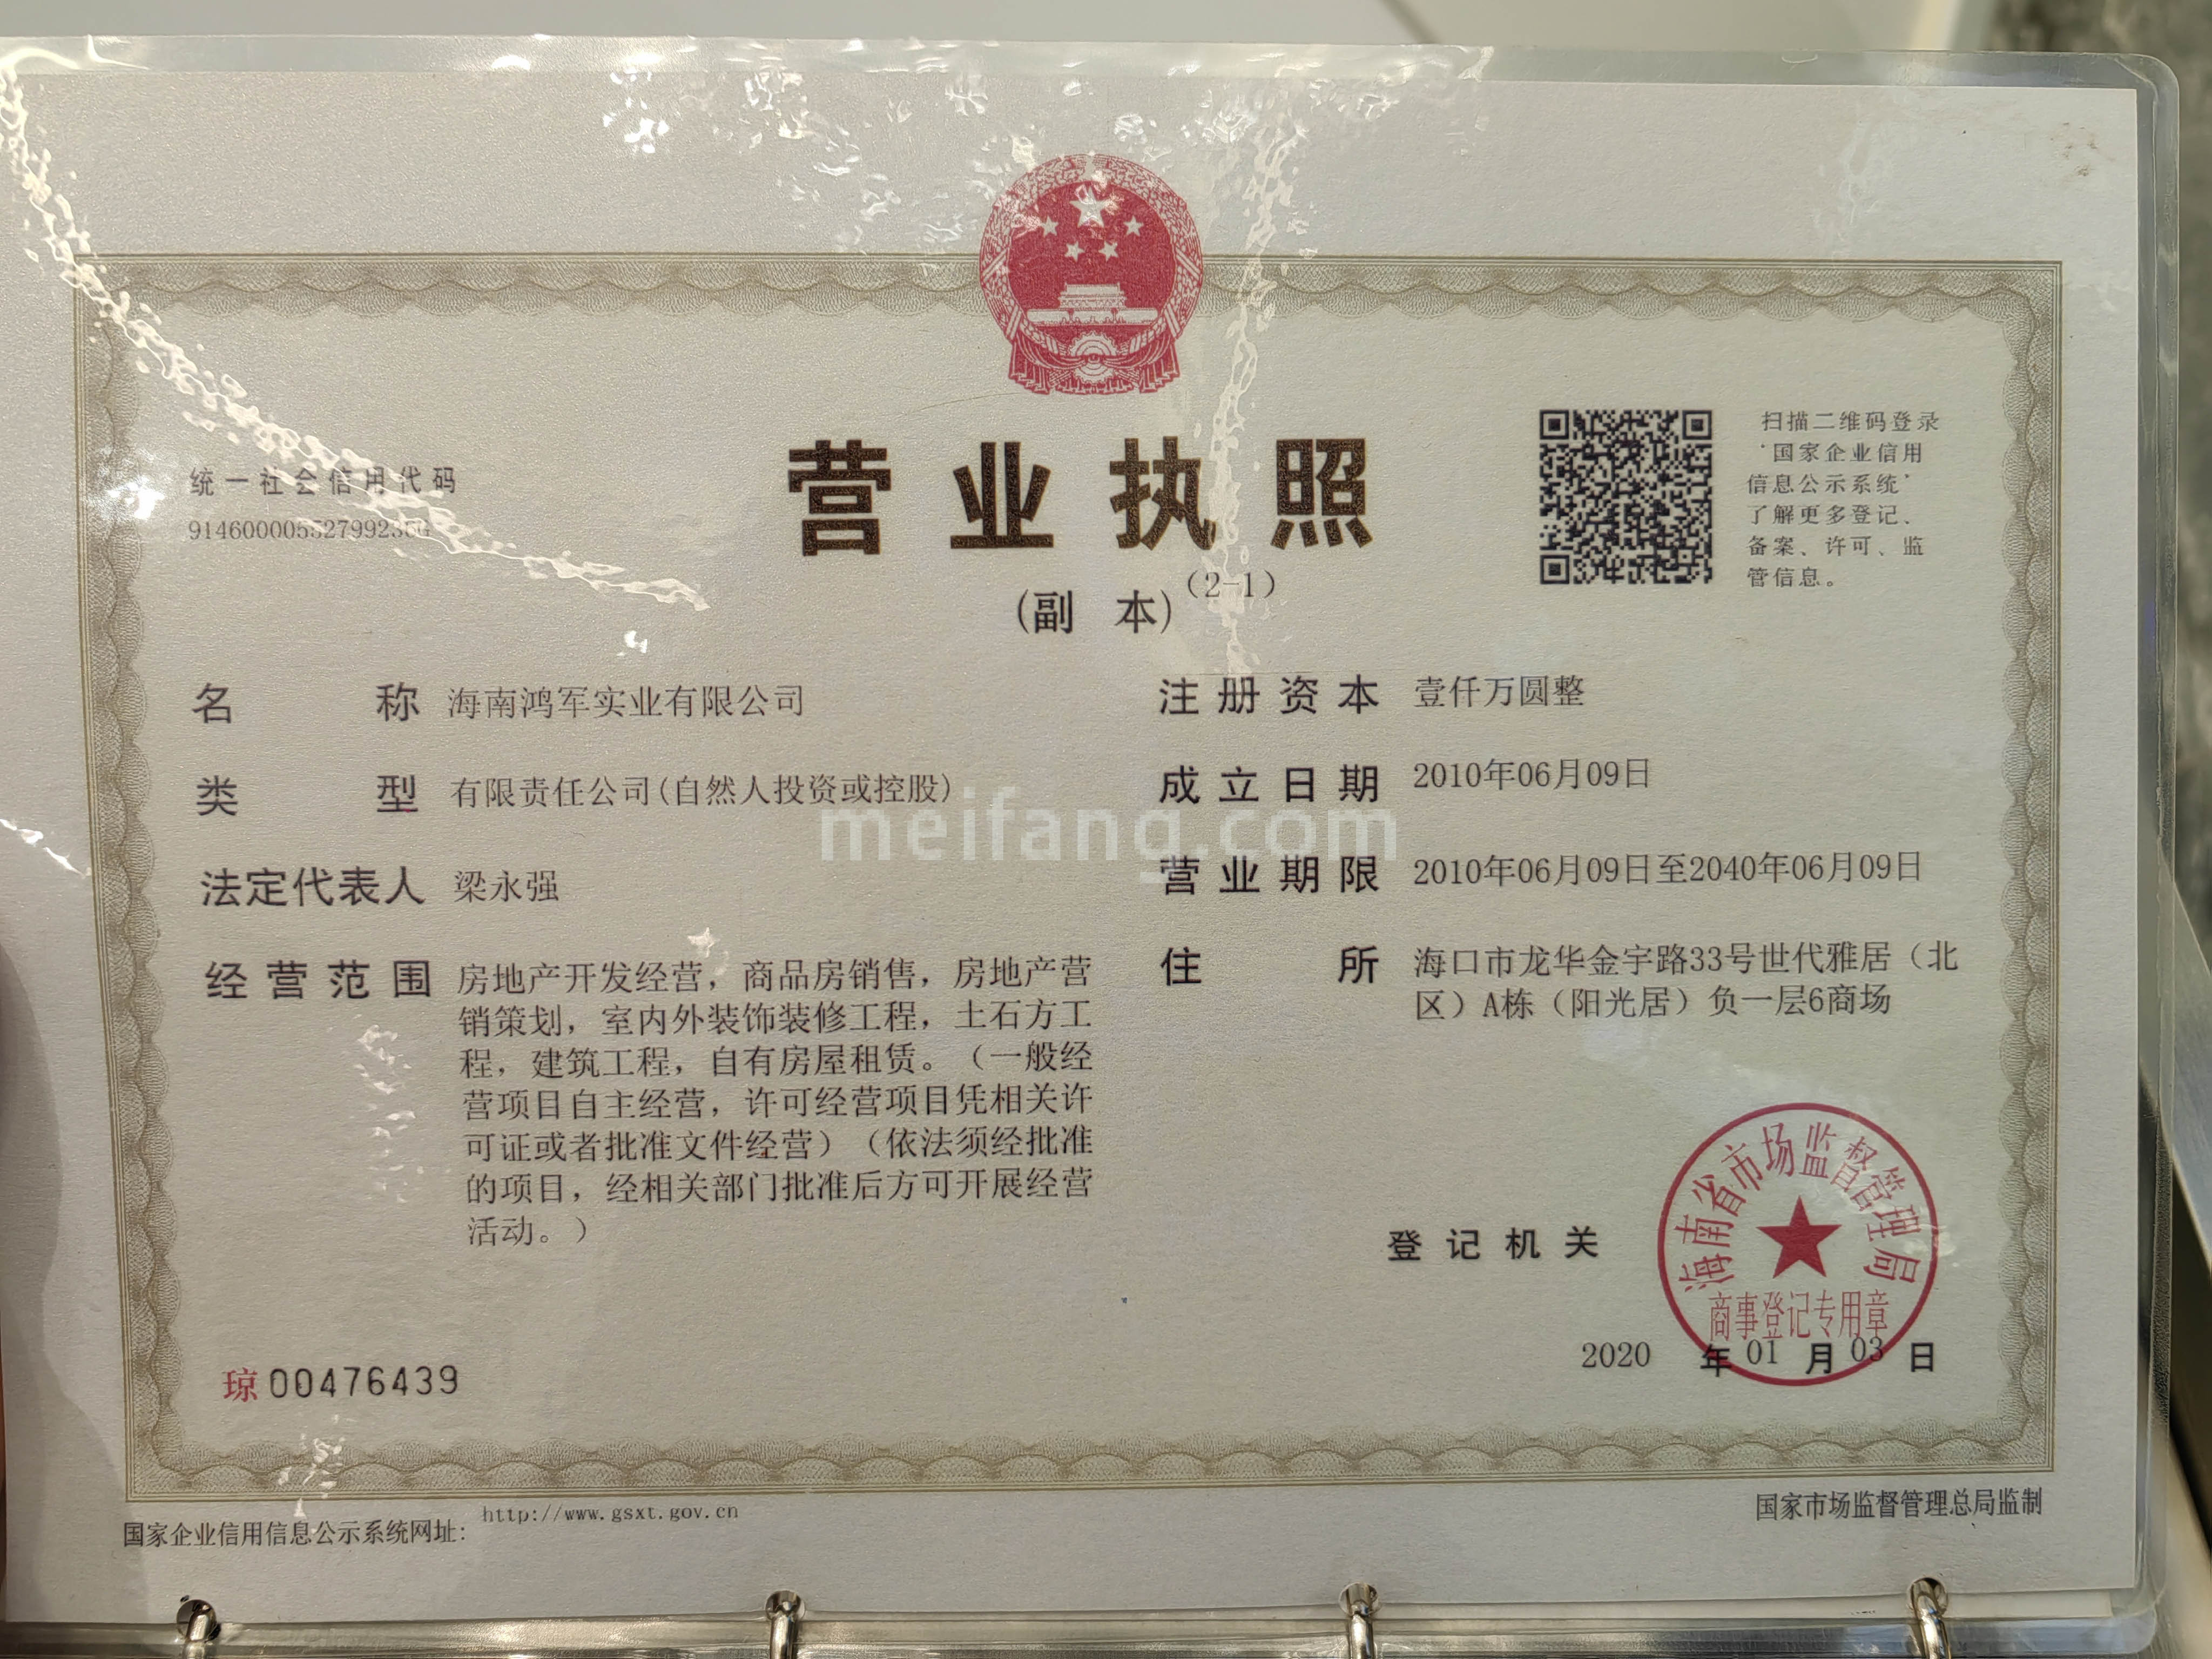 营业执照
(副 本) (2-1)
统一社会信用代码
扫描二维码登录
'国家企业信用
信息公示系统'
了解更多登记、
备案、许可、监
管信息。
名 称 海南鸿军实业有限公司
类 型 有限责任公司(自然人投资或控股)
法定代表人 梁永强
经营范围 房地产开发经营，商品房销售，房地产营
销策划，室内外装饰装修工程，土石方工
程，建筑工程，自有房屋租赁。（一般经
营项目自主经营，许可经营项目凭相关许
可证或者批准文件经营）（依法须经批准
的项目，经相关部门批准后方可开展经营
活动。）
注册资本 壹仟万圆整
成立日期 2010年06月09日
营业期限 2010年06月09日至2040年06月09日
住 所 海口市龙华金宇路33号世代雅居（北
区）A栋（阳光居）负一层6商场
meifang.com
登记机关
海南省市场监督管理局
商事登记专用章
2020 年 01 月 03 日
琼00476439
国家企业信用信息公示系统网址: http://www.gsxt.gov.cn
国家市场监督管理总局监制